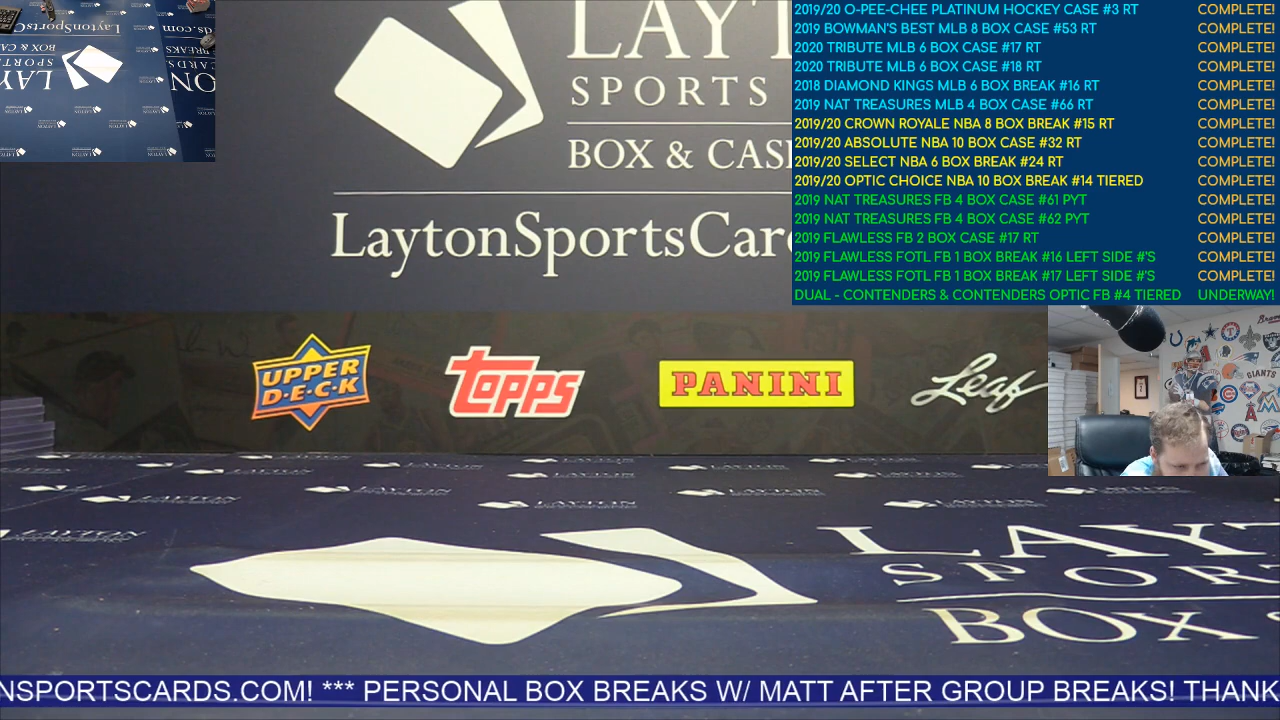 LAYT
SPORTS
BOX & CAS
LaytonSportsCar
2019/20 O-PEE-CHEE PLATINUM HOCKEY CASE #3 RT COMPLETE!
2019 BOWMAN'S BEST MLB 8 BOX CASE #53 RT COMPLETE!
2020 TRIBUTE MLB 6 BOX CASE #17 RT COMPLETE!
2020 TRIBUTE MLB 6 BOX CASE #18 RT COMPLETE!
2018 DIAMOND KINGS MLB 6 BOX BREAK #16 RT COMPLETE!
2019 NAT TREASURES MLB 4 BOX CASE #66 RT COMPLETE!
2019/20 CROWN ROYALE NBA 8 BOX BREAK #15 RT COMPLETE!
2019/20 ABSOLUTE NBA 10 BOX CASE #32 RT COMPLETE!
2019/20 SELECT NBA 6 BOX BREAK #24 RT COMPLETE!
2019/20 OPTIC CHOICE NBA 10 BOX BREAK #14 TIERED COMPLETE!
2019 NAT TREASURES FB 4 BOX CASE #61 PYT COMPLETE!
2019 NAT TREASURES FB 4 BOX CASE #62 PYT COMPLETE!
2019 FLAWLESS FB 2 BOX CASE #17 RT COMPLETE!
2019 FLAWLESS FOTL FB 1 BOX BREAK #16 LEFT SIDE #'S COMPLETE!
2019 FLAWLESS FOTL FB 1 BOX BREAK #17 LEFT SIDE #'S COMPLETE!
DUAL - CONTENDERS & CONTENDERS OPTIC FB #4 TIERED UNDERWAY!
UPPER
D·E·C·K
topps
PANINI
Leaf
GIANTS
LAYT
SPORT
BOX &
NSPORTSCARDS.COM! *** PERSONAL BOX BREAKS W/ MATT AFTER GROUP BREAKS! THANK